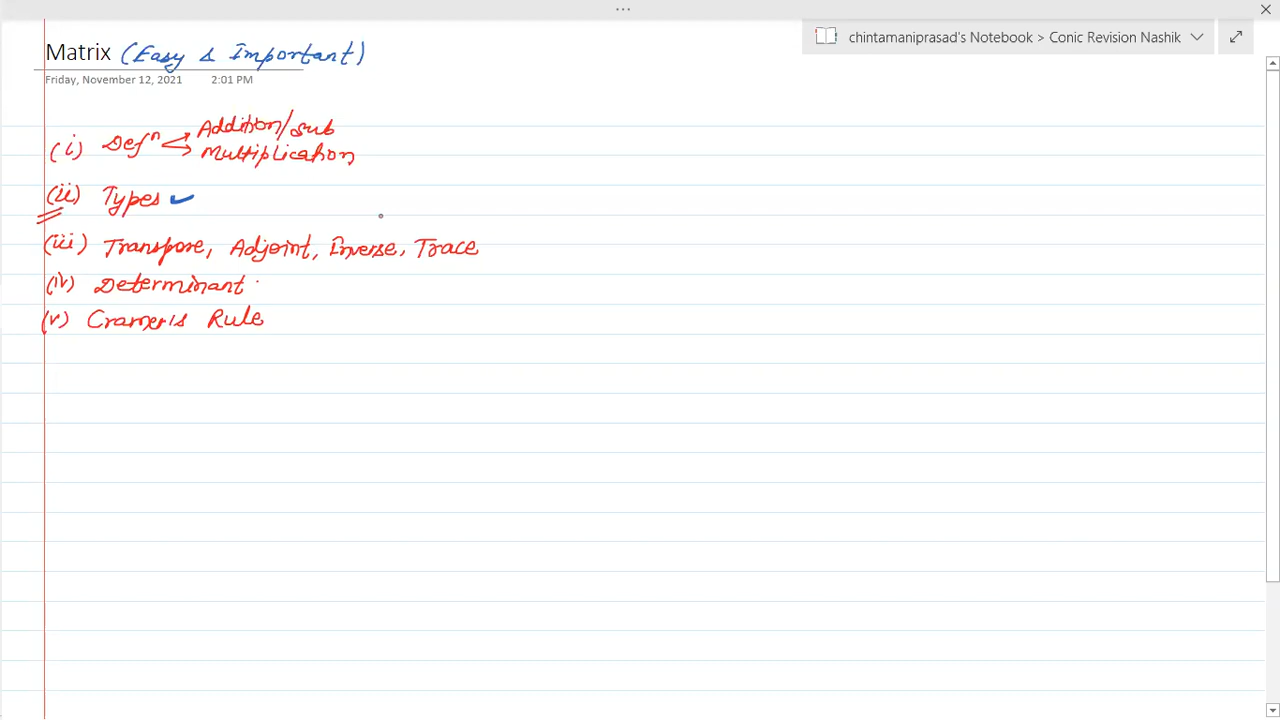 chintamaniprasad's Notebook > Conic Revision Nashik
Matrix (Easy & Important)
Friday, November 12, 2021 2:01 PM
(i) Defⁿ Addition/sub
Multiplication
(ii) Types
(iii) Transpose, Adjoint, Inverse, Trace
(iv) Determinant
(v) Cramer's Rule